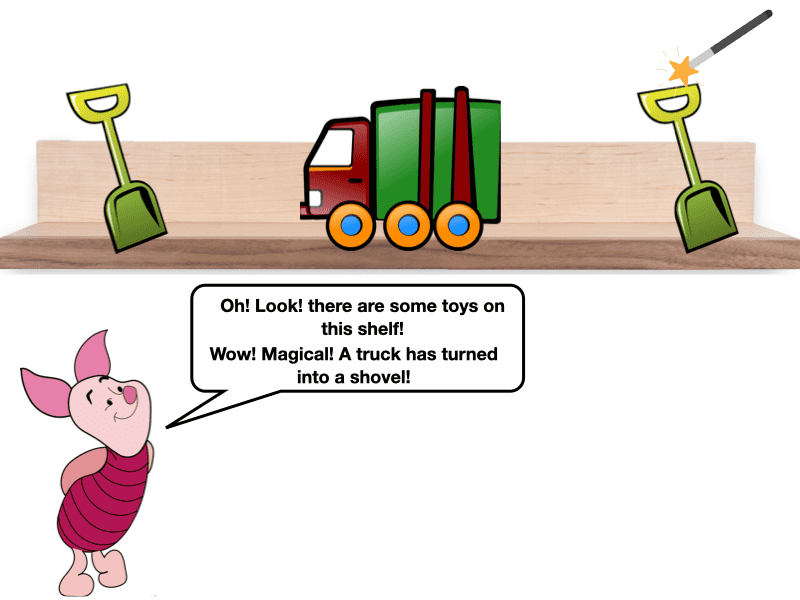 Oh! Look! there are some toys on
this shelf!
Wow! Magical! A truck has turned
into a shovel!